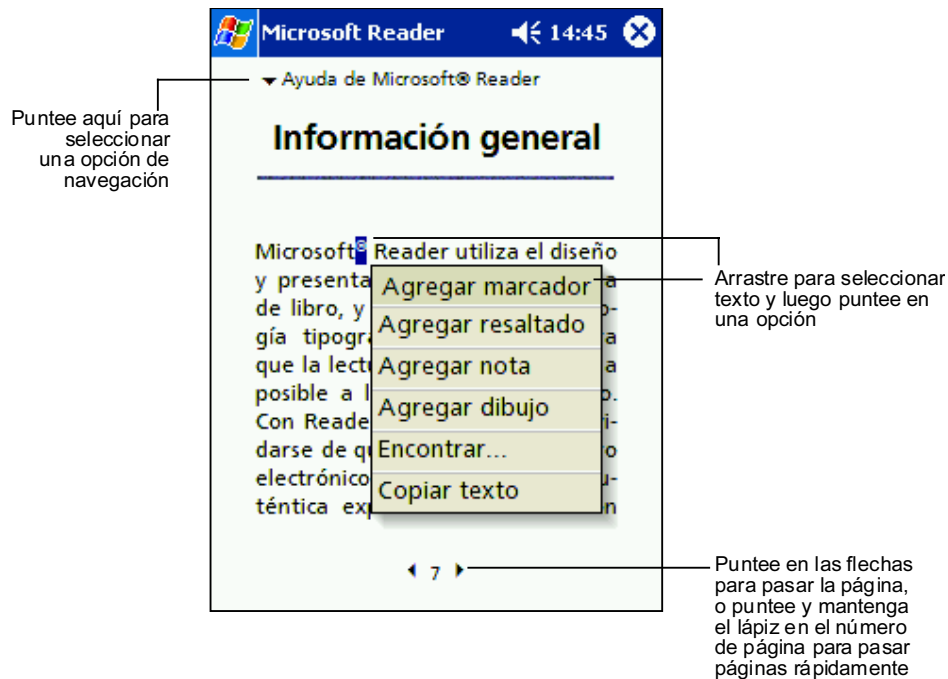 Microsoft Reader 14:45
Ayuda de Microsoft® Reader
Puntee aquí para
seleccionar
una opción de
navegación
Información general
Microsoft® Reader utiliza el diseño
y presenta a
de libro, y o-
gía tipogra a
que la lectu a
posible a l o.
Con Reade i-
darse de qu o
electrónico u-
téntica exp n
Agregar marcador
Agregar resaltado
Agregar nota
Agregar dibujo
Encontrar...
Copiar texto
Arrastre para seleccionar
texto y luego puntee en
una opción
7
Puntee en las flechas
para pasar la página,
o puntee y mantenga
el lápiz en el número
de página para pasar
páginas rápidamente